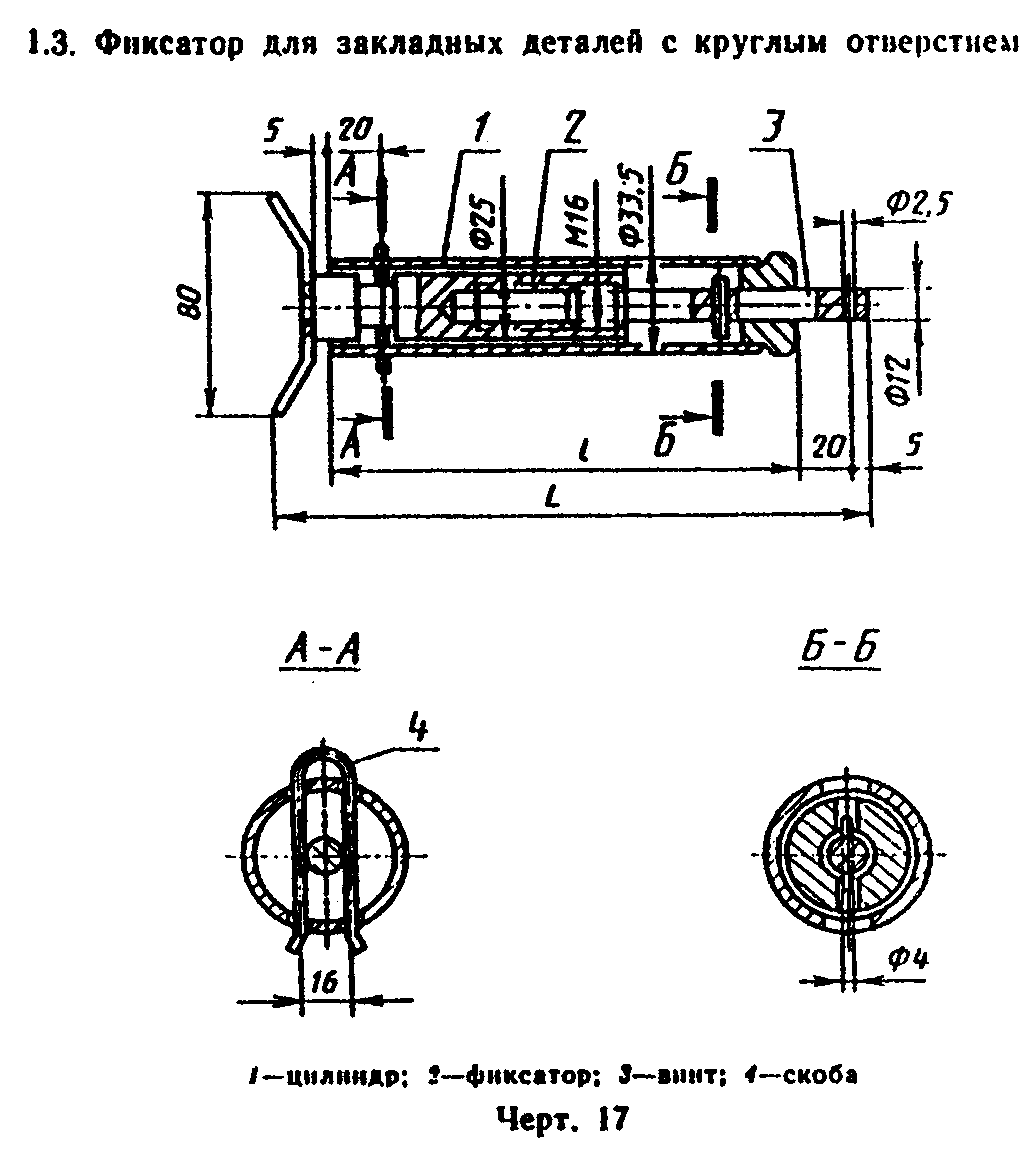 1.3. Фиксатор для закладных деталей с круглым отверстием
5 20 1 2 3
А Б
Ф25 М16 Ф33,5 Ф2,5
80
Ф12
А Б
l 20 5
L
А-А Б-Б
4
16 Ф4
1—цилиндр; 2—фиксатор; 3—винт; 4—скоба
Черт. 17